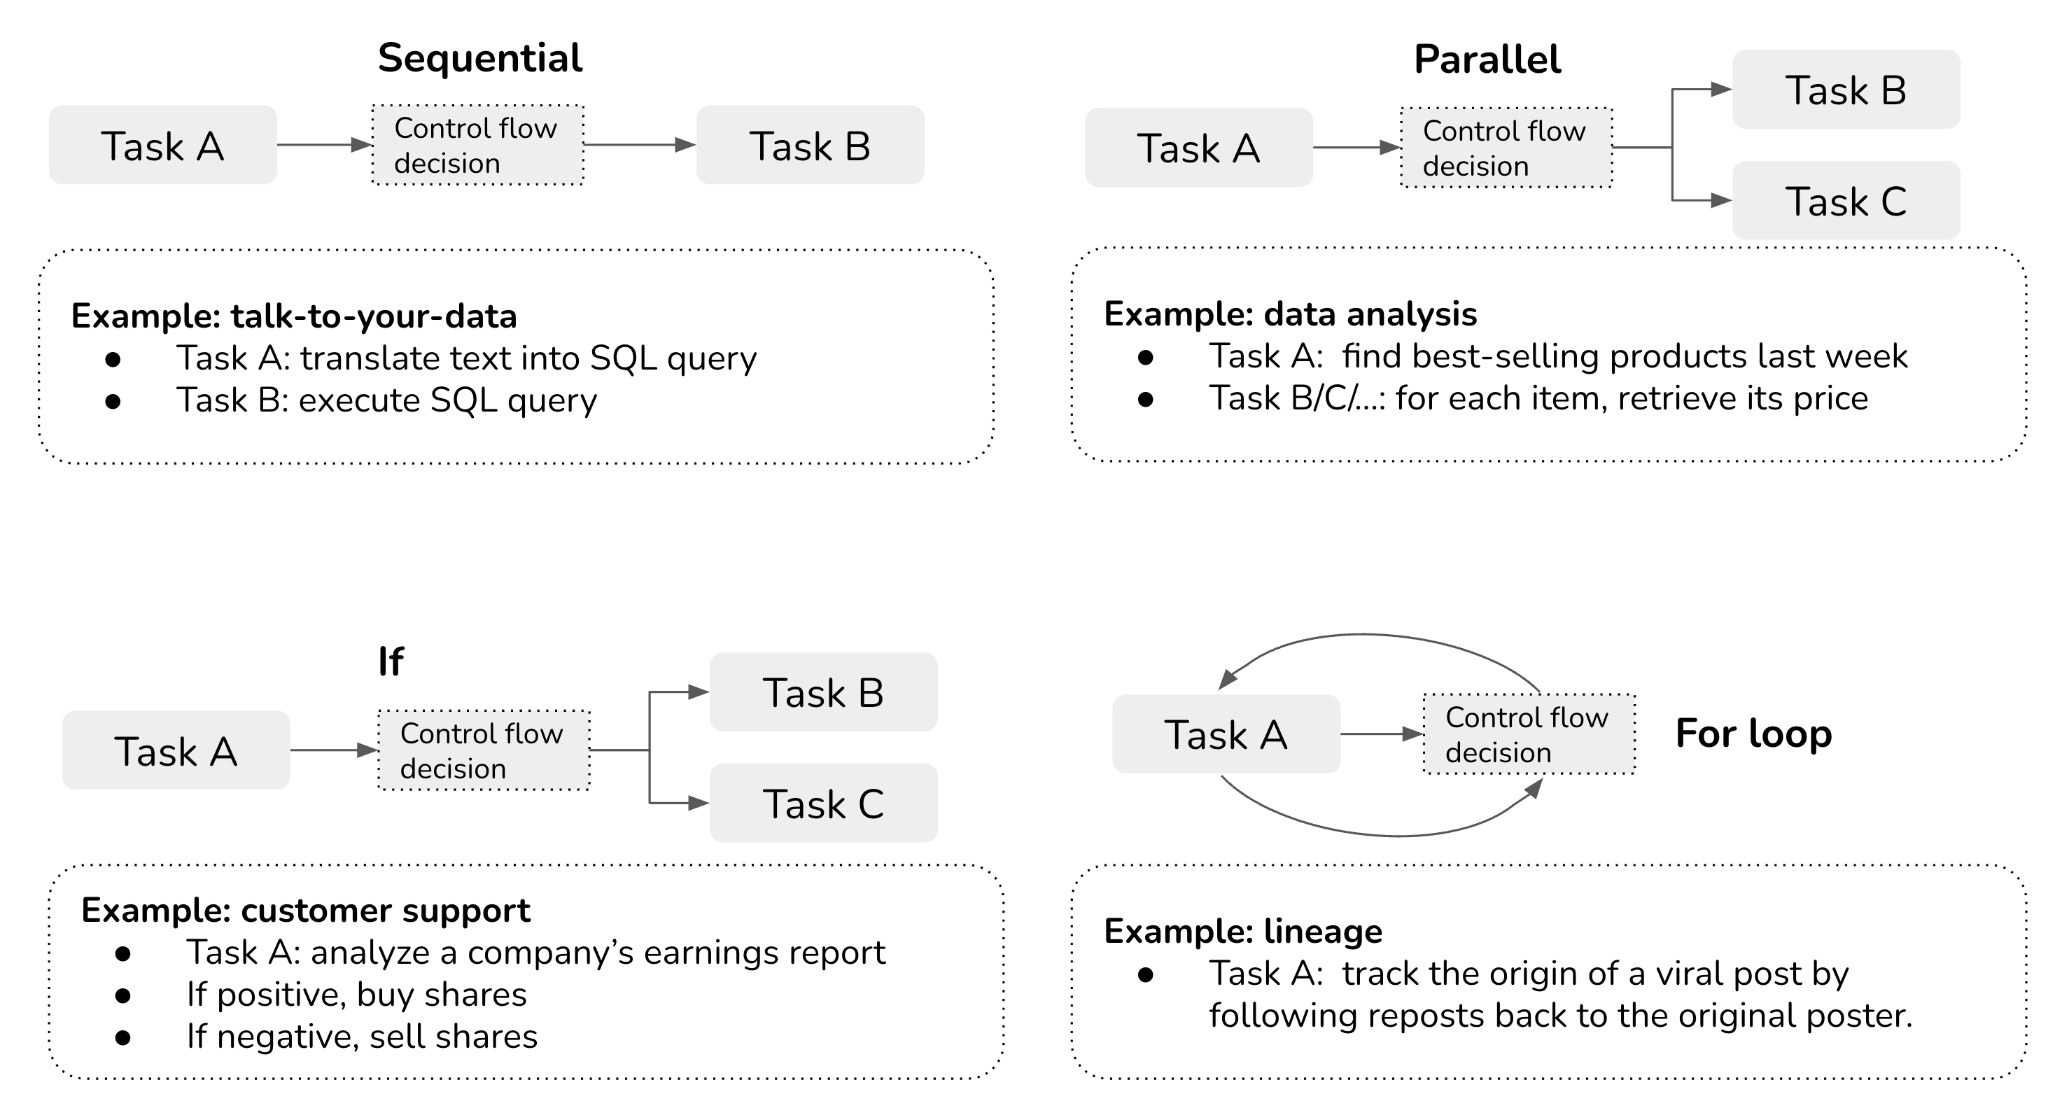 Sequential
Task A
Control flow
decision
Task B
Example: talk-to-your-data
● Task A: translate text into SQL query
● Task B: execute SQL query
Parallel
Task A
Control flow
decision
Task B
Task C
Example: data analysis
● Task A:  find best-selling products last week
● Task B/C/...: for each item, retrieve its price
If
Task A
Control flow
decision
Task B
Task C
Example: customer support
● Task A: analyze a company’s earnings report
● If positive, buy shares
● If negative, sell shares
Task A
Control flow
decision
For loop
Example: lineage
● Task A:  track the origin of a viral post by
following reposts back to the original poster.